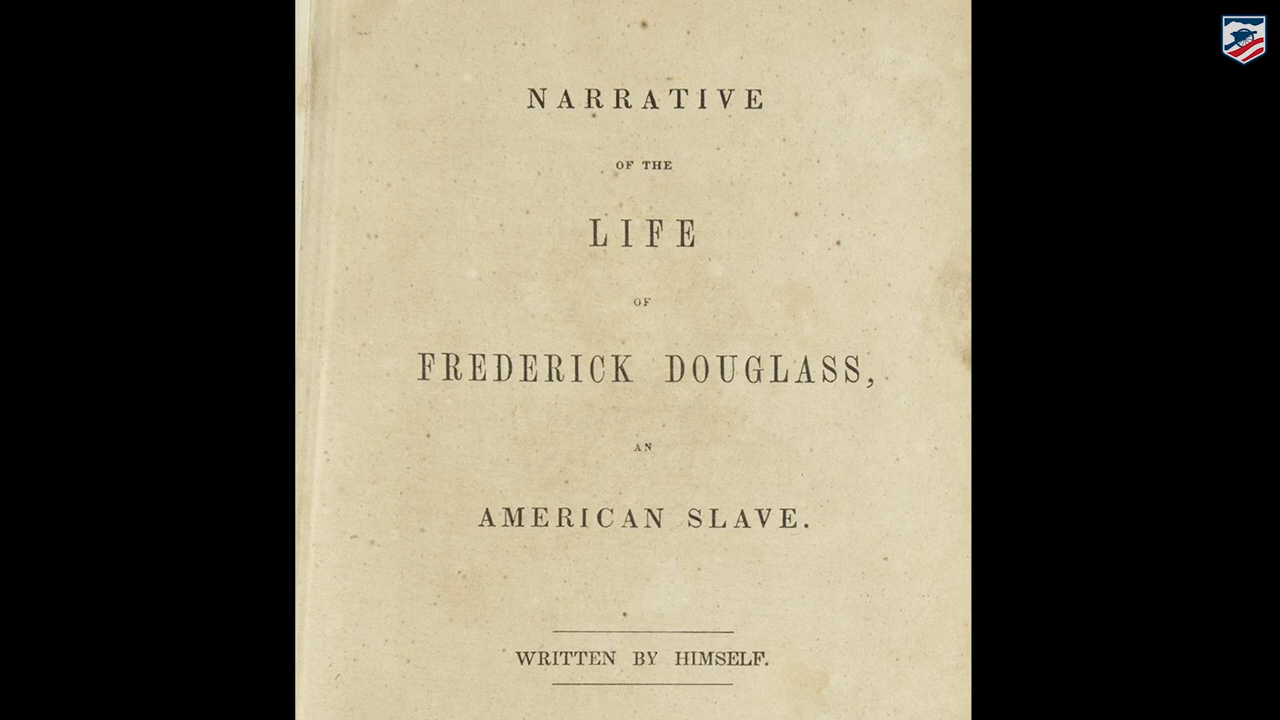 NARRATIVE
OF THE
LIFE
OF
FREDERICK DOUGLASS,
AN
AMERICAN SLAVE.
WRITTEN BY HIMSELF.